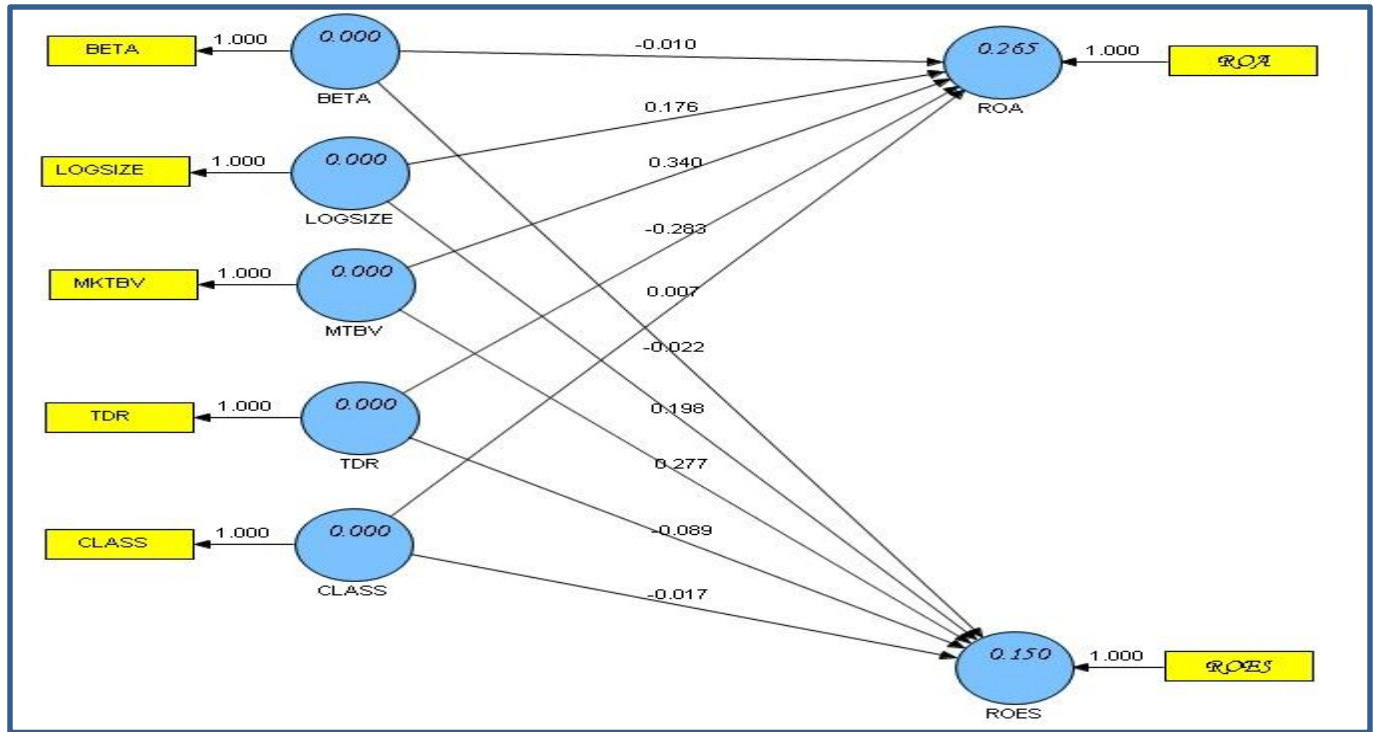 BETA
1.000
0.000
BETA
-0.010
0.265
ROA
1.000
ROA
LOGSIZE
1.000
0.000
LOGSIZE
0.176
0.340
MKTBV
1.000
0.000
MTBV
-0.283
0.007
-0.022
TDR
1.000
0.000
TDR
0.198
0.277
CLASS
1.000
0.000
CLASS
-0.089
-0.017
0.150
ROES
1.000
ROES